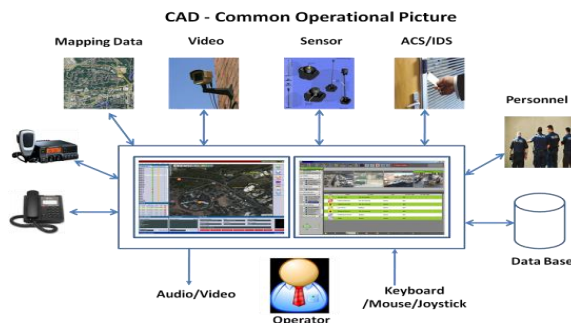 CAD - Common Operational Picture
Mapping Data
Video
Sensor
ACS/IDS
Personnel
Data Base
Audio/Video
Operator
Keyboard
/Mouse/Joystick